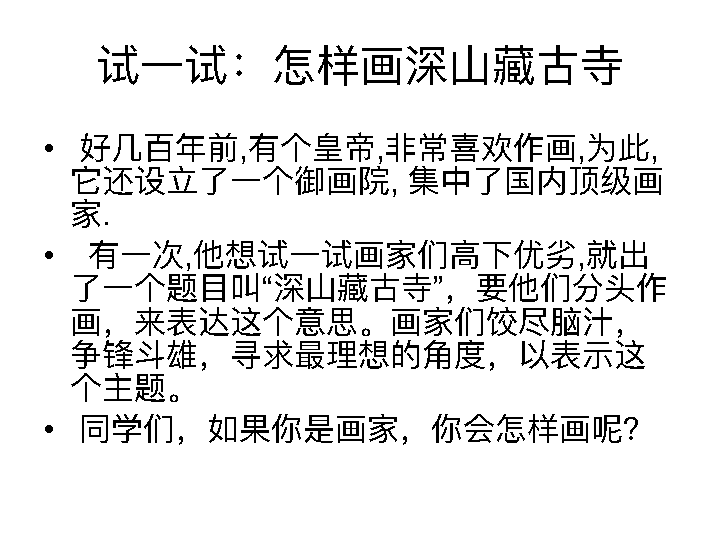 试一试：怎样画深山藏古寺
• 好几百年前,有个皇帝,非常喜欢作画,为此,
它还设立了一个御画院, 集中了国内顶级画
家.
• 有一次,他想试一试画家们高下优劣,就出
了一个题目叫“深山藏古寺”，要他们分头作
画，来表达这个意思。画家们饺尽脑汁，
争锋斗雄，寻求最理想的角度，以表示这
个主题。
• 同学们，如果你是画家，你会怎样画呢?